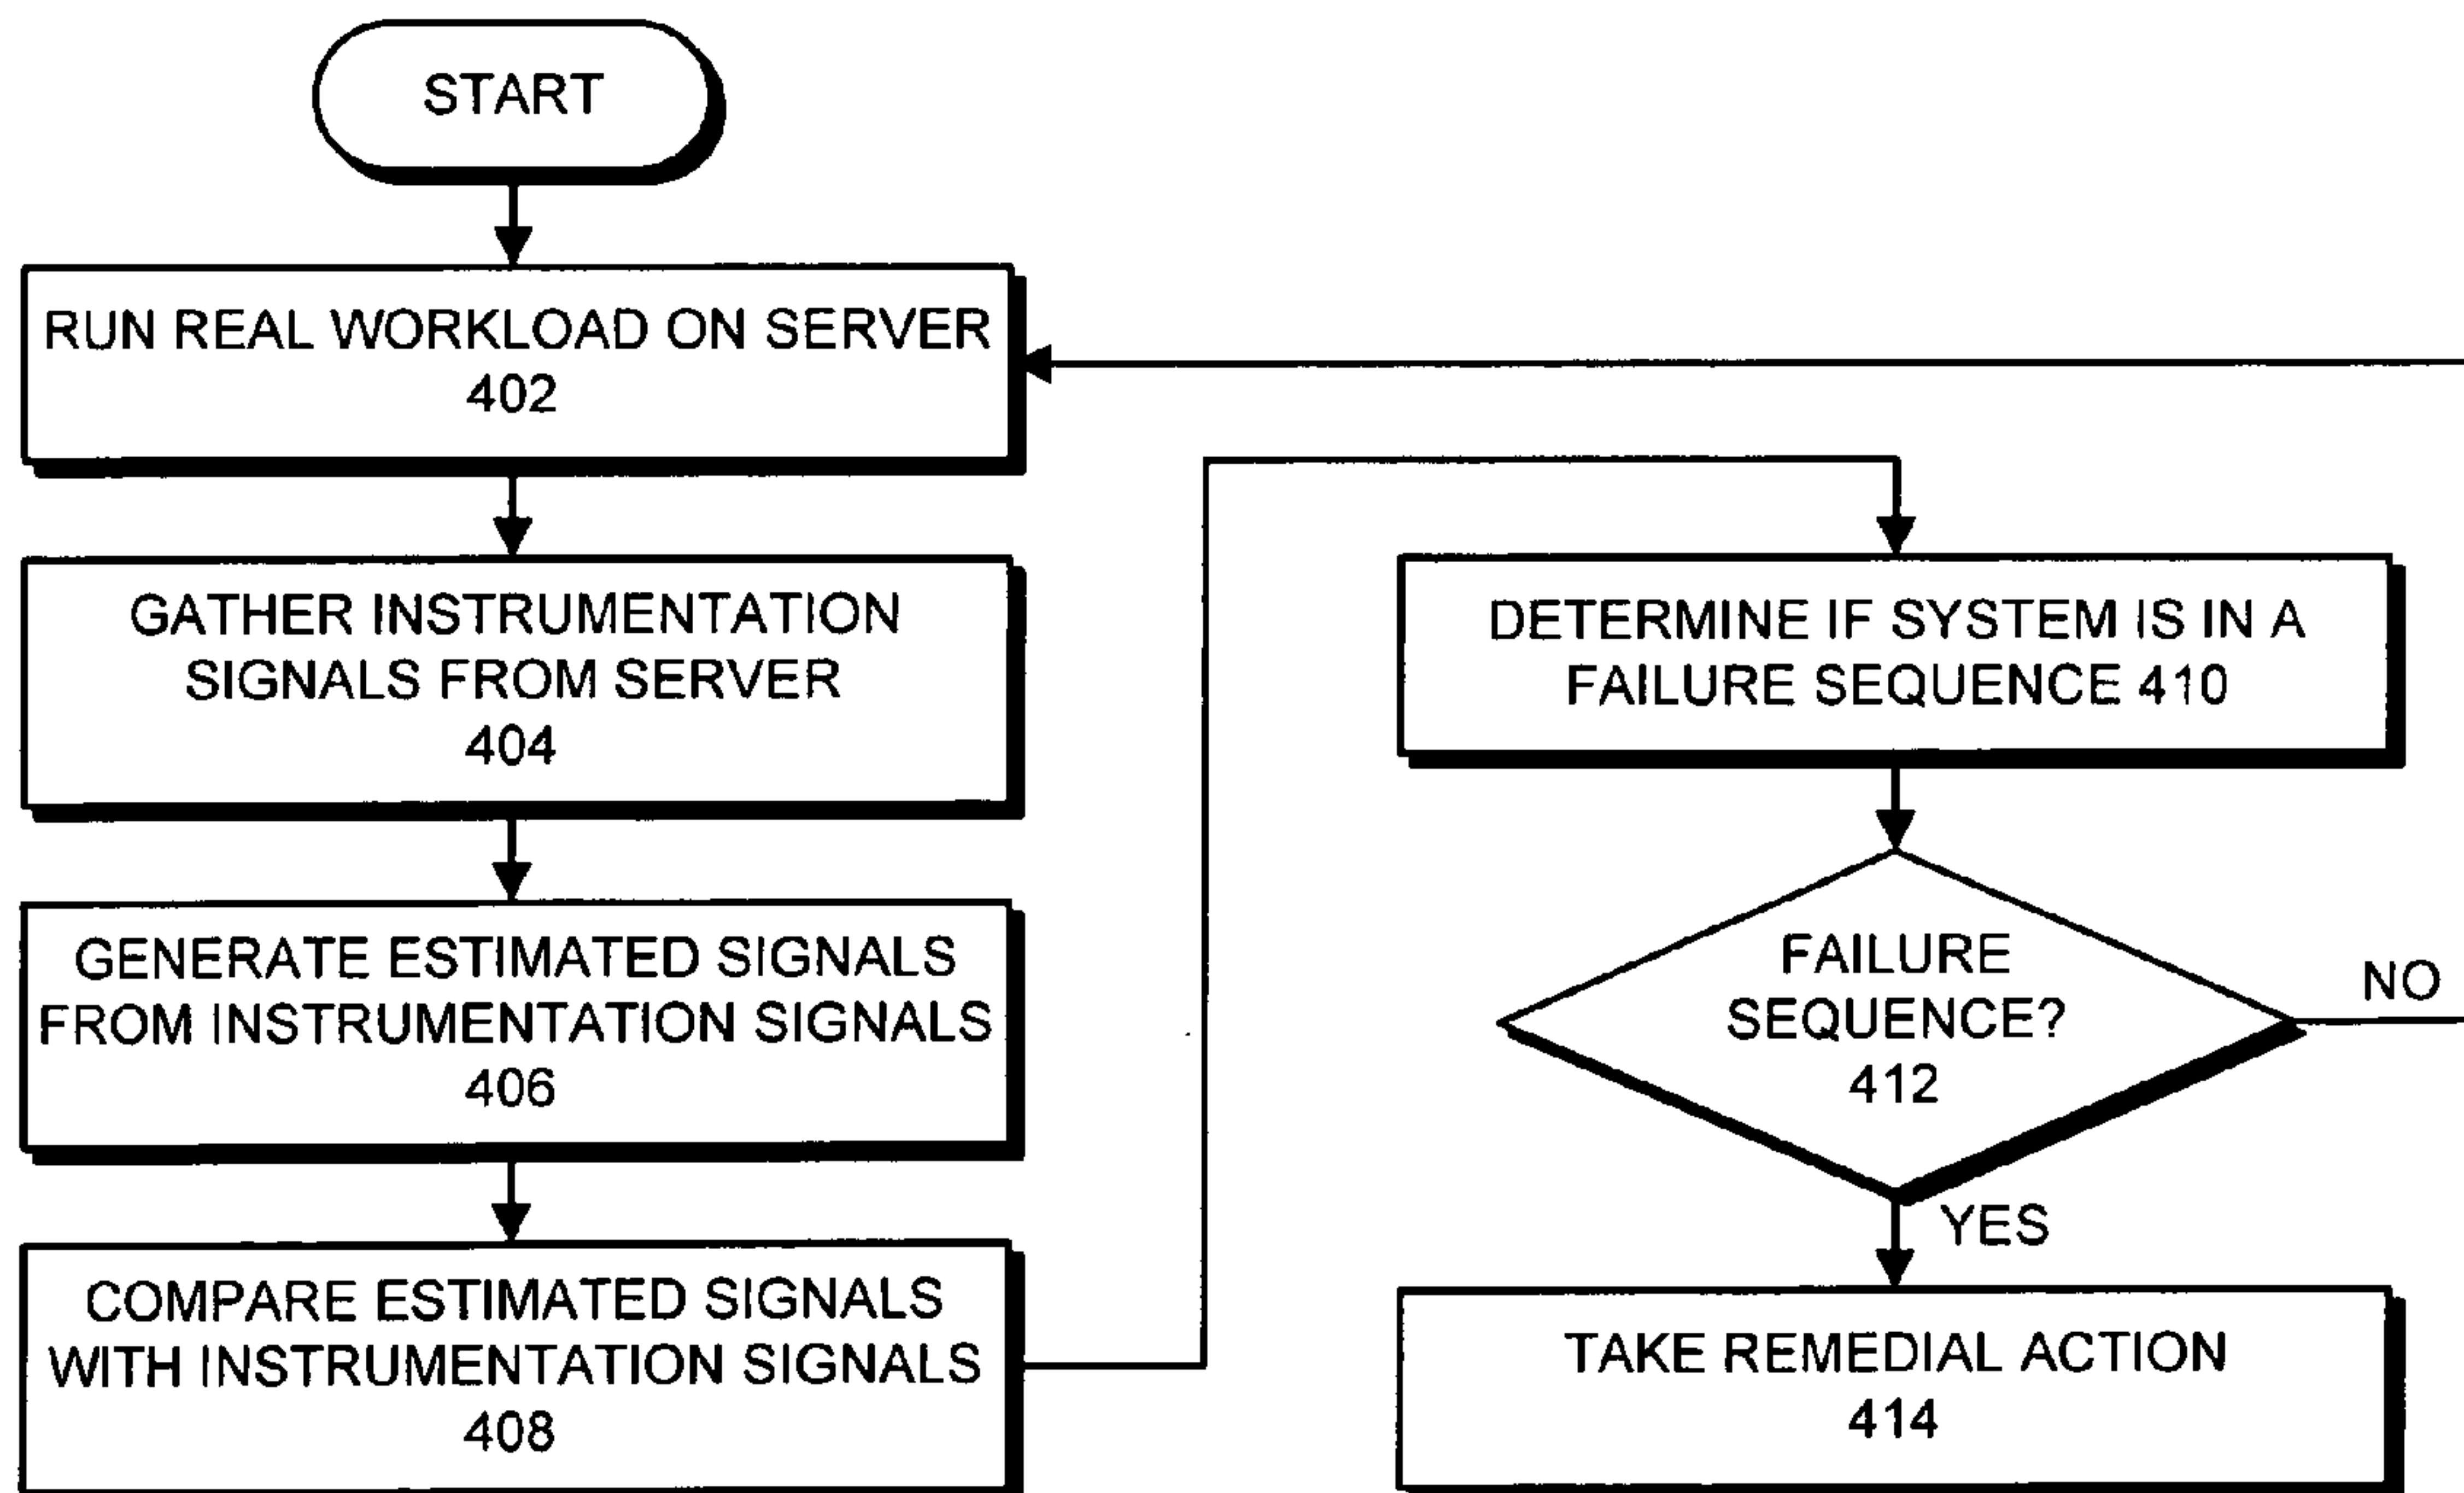 START
RUN REAL WORKLOAD ON SERVER
402
GATHER INSTRUMENTATION
SIGNALS FROM SERVER
404
GENERATE ESTIMATED SIGNALS
FROM INSTRUMENTATION SIGNALS
406
COMPARE ESTIMATED SIGNALS
WITH INSTRUMENTATION SIGNALS
408
DETERMINE IF SYSTEM IS IN A
FAILURE SEQUENCE 410
FAILURE
SEQUENCE?
412
NO
YES
TAKE REMEDIAL ACTION
414